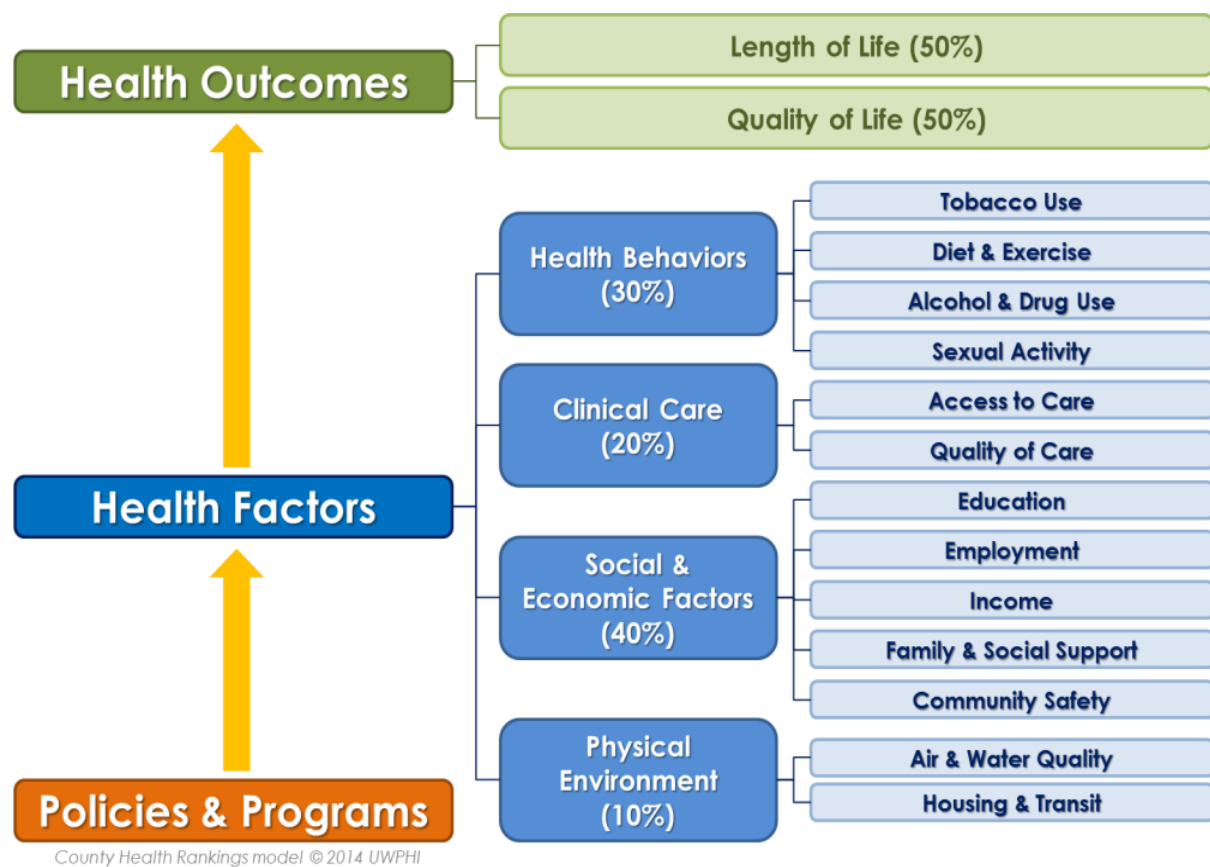 Health Outcomes
Length of Life (50%)
Quality of Life (50%)
Health Factors
Health Behaviors
(30%)
Tobacco Use
Diet & Exercise
Alcohol & Drug Use
Sexual Activity
Clinical Care
(20%)
Access to Care
Quality of Care
Social &
Economic Factors
(40%)
Education
Employment
Income
Family & Social Support
Community Safety
Physical
Environment
(10%)
Air & Water Quality
Housing & Transit
Policies & Programs
County Health Rankings model © 2014 UWPHI